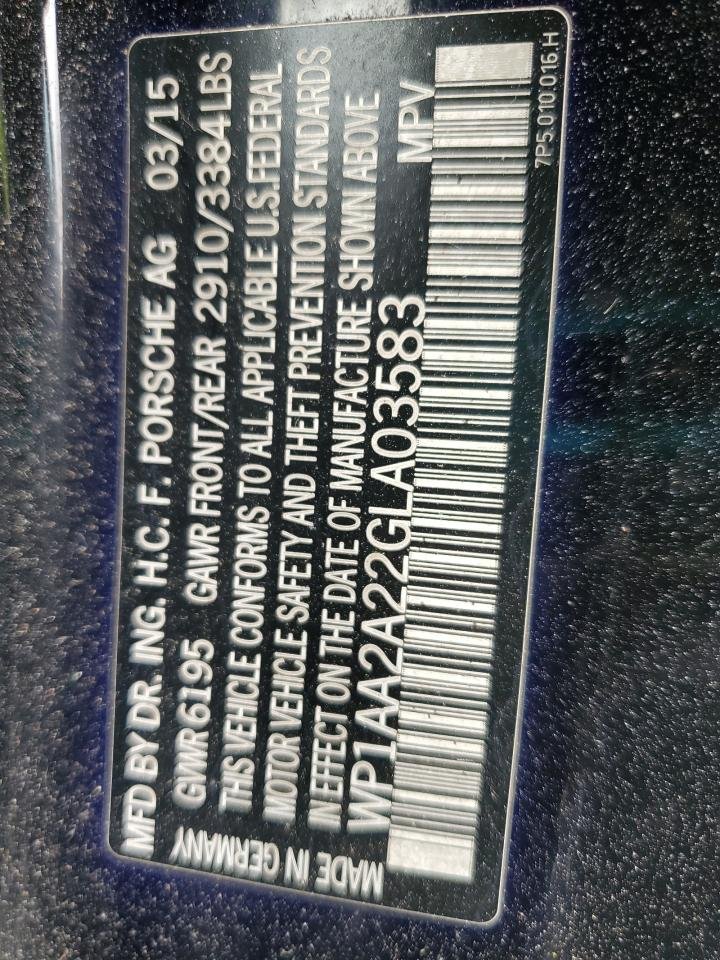 MFD BY DR. ING. H.C. F. PORSCHE AG 03/15
GWWR 6195 GAWR FRONT/REAR 2910/3384LBS
THIS VEHICLE CONFORMS TO ALL APPLICABLE U.S.FEDERAL
MOTOR VEHICLE SAFETY AND THEFT PREVENTION STANDARDS
IN EFFECT ON THE DATE OF MANUFACTURE SHOWN ABOVE
WP1AA2A22GLA03583 MPV
MADE IN GERMANY
7P5.010.016.H